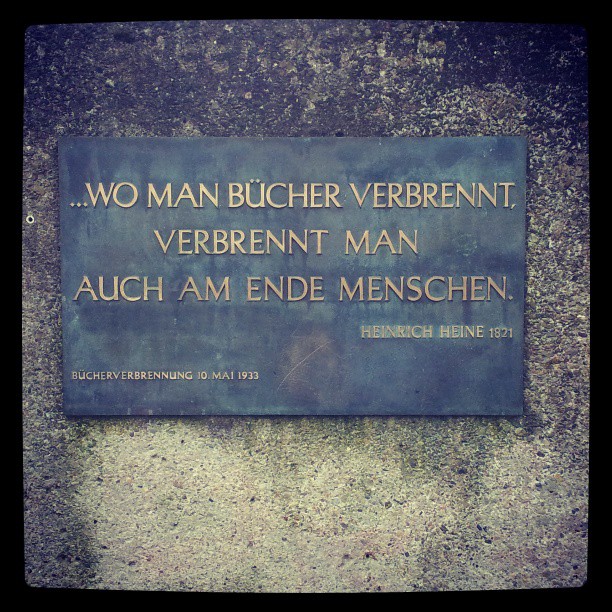 ...WO MAN BÜCHER VERBRENNT,
VERBRENNT MAN
AUCH AM ENDE MENSCHEN.
HEINRICH HEINE 1821
BÜCHERVERBRENNUNG 10. MAI 1933